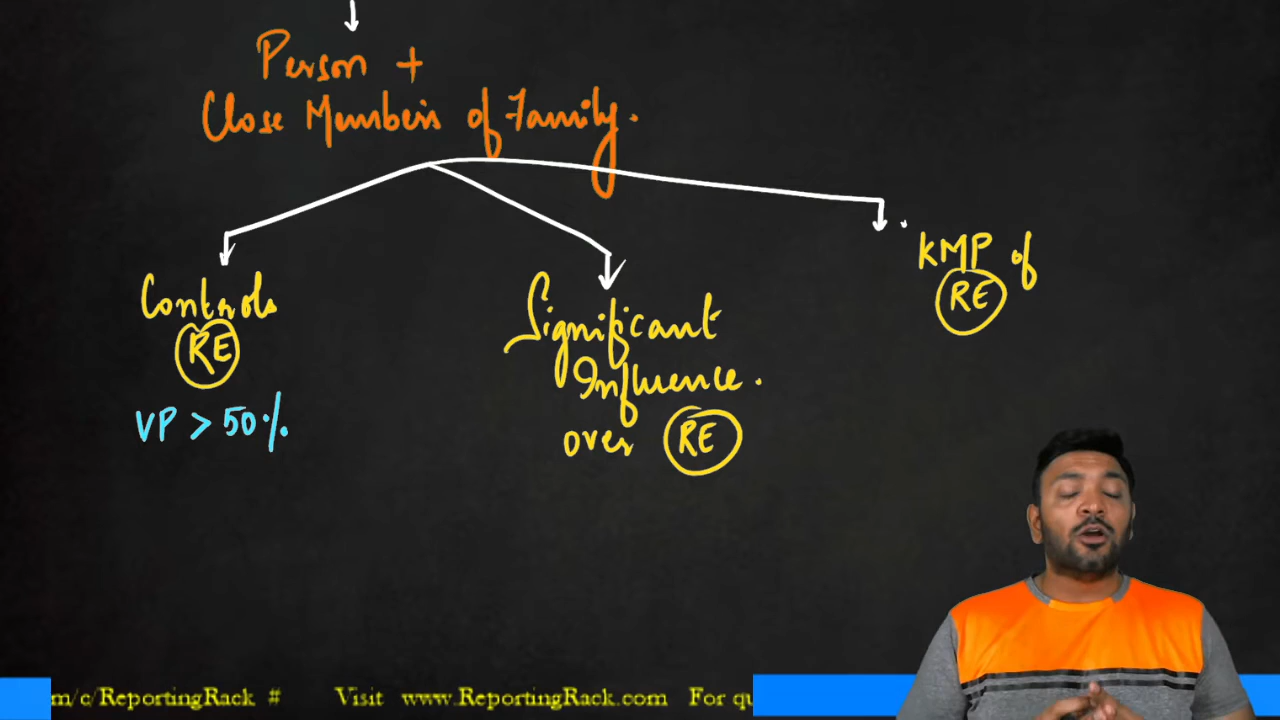 Person +
Close Members of Family.
Controls
RE
VP > 50%
Significant
Influence.
over RE
KMP of
RE
m/c/ReportingRack # Visit www.ReportingRack.com For qu